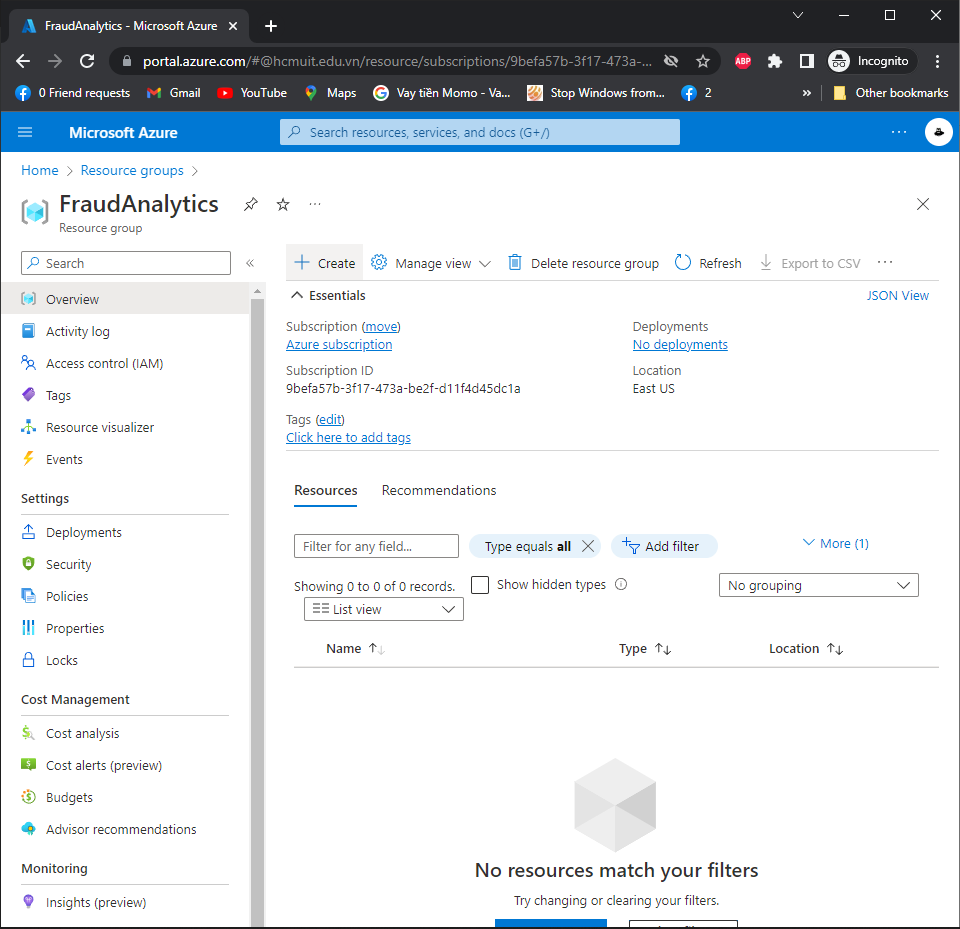 FraudAnalytics - Microsoft Azure
portal.azure.com/#@hcmuit.edu.vn/resource/subscriptions/9befa57b-3f17-473a-...
ABP
Incognito
0 Friend requests
Gmail
YouTube
Maps
Vay tiền Momo - Va...
Stop Windows from...
2
»
Other bookmarks
Microsoft Azure
Search resources, services, and docs (G+/)
...
Home > Resource groups >
FraudAnalytics
...
Resource group
Search
«
Overview
Activity log
Access control (IAM)
Tags
Resource visualizer
Events
Settings
Deployments
Security
Policies
Properties
Locks
Cost Management
Cost analysis
Cost alerts (preview)
Budgets
Advisor recommendations
Monitoring
Insights (preview)
Create
Manage view
Delete resource group
Refresh
Export to CSV
...
Essentials
JSON View
Subscription (move)
Azure subscription
Subscription ID
9befa57b-3f17-473a-be2f-d11f4d45dc1a
Tags (edit)
Click here to add tags
Deployments
No deployments
Location
East US
Resources
Recommendations
Filter for any field...
Type equals all
Add filter
More (1)
Showing 0 to 0 of 0 records.
Show hidden types
No grouping
List view
Name
Type
Location
No resources match your filters
Try changing or clearing your filters.